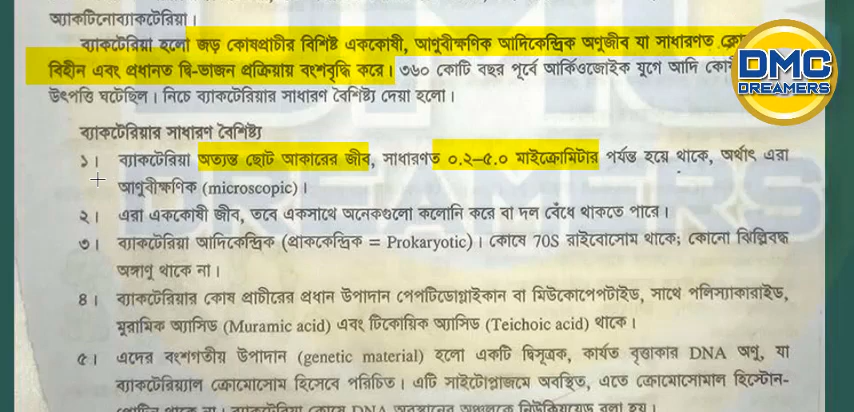 অ্যাকটিনোব্যাকটেরিয়া।
ব্যাকটেরিয়া হলো জড় কোষপ্রাচীর বিশিষ্ট এককোষী, আণুবীক্ষণিক আদিকেন্দ্রিক অণুজীব যা সাধারণত
বিহীন এবং প্রধানত দ্বি-ভাজন প্রক্রিয়ায় বংশবৃদ্ধি করে। ৩৬০ কোটি বছর পূর্বে আর্কিওজোইক যুগে আদি
উৎপত্তি ঘটেছিল। নিচে ব্যাকটেরিয়ার সাধারণ বৈশিষ্ট্য দেয়া হলো।
DMC
DREAMERS
ব্যাকটেরিয়ার সাধারণ বৈশিষ্ট্য
১। ব্যাকটেরিয়া অত্যন্ত ছোট আকারের জীব, সাধারণত ০.২–৫.০ মাইক্রোমিটার পর্যন্ত হয়ে থাকে, অর্থাৎ এরা
আণুবীক্ষণিক (microscopic)।
২। এরা এককোষী জীব, তবে একসাথে অনেকগুলো কলোনি করে বা দল বেঁধে থাকতে পারে।
৩। ব্যাকটেরিয়া আদিকেন্দ্রিক (প্রাককেন্দ্রিক = Prokaryotic)। কোষে 70S রাইবোসোম থাকে; কোনো ঝিল্লিবদ্ধ
অঙ্গাণু থাকে না।
৪। ব্যাকটেরিয়ার কোষ প্রাচীরের প্রধান উপাদান পেপটিডোগ্লাইকান বা মিউকোপেপটাইড, সাথে পলিস্যাকারাইড,
মুরামিক অ্যাসিড (Muramic acid) এবং টিকোয়িক অ্যাসিড (Teichoic acid) থাকে।
৫। এদের বংশগতীয় উপাদান (genetic material) হলো একটি দ্বিসূত্রক, কার্যত বৃত্তাকার DNA অণু, যা
ব্যাকটেরিয়্যাল ক্রোমোসোম হিসেবে পরিচিত। এটি সাইটোপ্লাজমে অবস্থিত, এতে ক্রোমোসোমাল হিস্টোন-